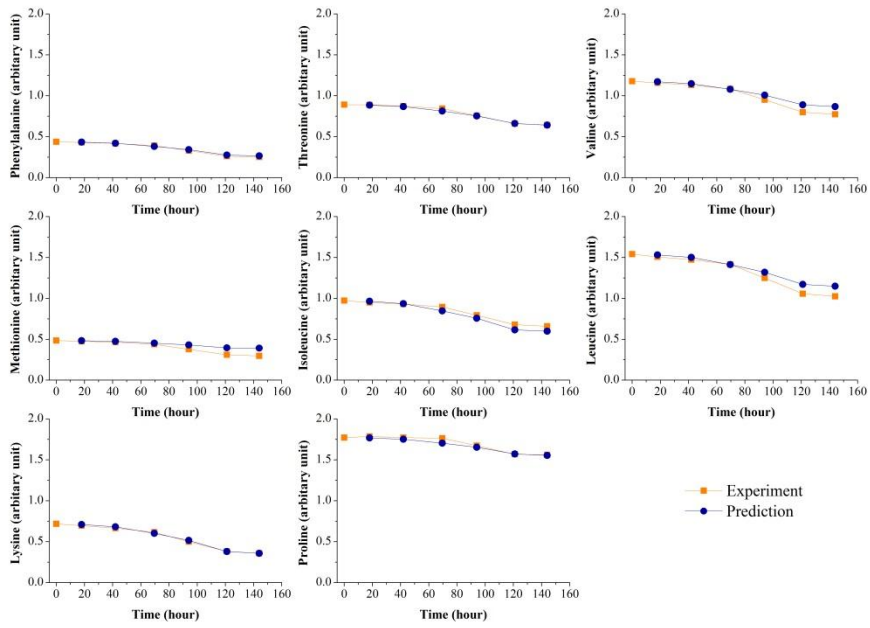 Phenylalanine (arbitary unit)
2.0
1.5
1.0
0.5
0.0
0 20 40 60 80 100 120 140 160
Time (hour)
Threonine (arbitary unit)
2.0
1.5
1.0
0.5
0.0
0 20 40 60 80 100 120 140 160
Time (hour)
Valine (arbitary unit)
2.0
1.5
1.0
0.5
0.0
0 20 40 60 80 100 120 140 160
Time (hour)
Methionine (arbitary unit)
2.0
1.5
1.0
0.5
0.0
0 20 40 60 80 100 120 140 160
Time (hour)
Isoleucine (arbitary unit)
2.0
1.5
1.0
0.5
0.0
0 20 40 60 80 100 120 140 160
Time (hour)
Leucine (arbitary unit)
2.0
1.5
1.0
0.5
0.0
0 20 40 60 80 100 120 140 160
Time (hour)
Lysine (arbitary unit)
2.0
1.5
1.0
0.5
0.0
0 20 40 60 80 100 120 140 160
Time (hour)
Proline (arbitary unit)
2.0
1.5
1.0
0.5
0.0
0 20 40 60 80 100 120 140 160
Time (hour)
Experiment
Prediction